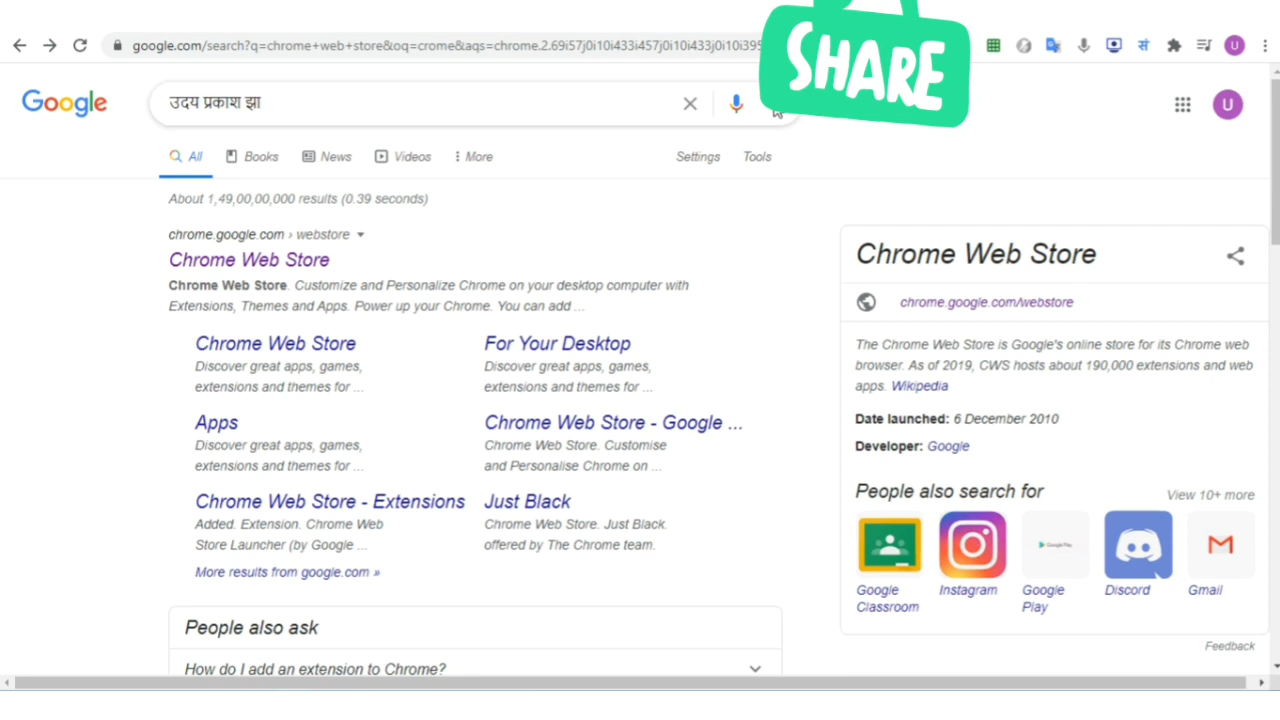 SHARE
google.com/search?q=chrome+web+store&oq=crome&aqs=chrome.2.69i57j0i10i433i457j0i10i433j0i10i395
U
Google
उदय प्रकाश झा
U
All Books News Videos More Settings Tools
About 1,49,00,00,000 results (0.39 seconds)
chrome.google.com › webstore
Chrome Web Store
Chrome Web Store. Customize and Personalize Chrome on your desktop computer with
Extensions, Themes and Apps. Power up your Chrome. You can add ...
Chrome Web Store
Discover great apps, games,
extensions and themes for ...
For Your Desktop
Discover great apps, games,
extensions and themes for ...
Apps
Discover great apps, games,
extensions and themes for ...
Chrome Web Store - Google ...
Chrome Web Store. Customise
and Personalise Chrome on ...
Chrome Web Store - Extensions
Added. Extension. Chrome Web
Store Launcher (by Google ...
Just Black
Chrome Web Store. Just Black.
offered by The Chrome team.
More results from google.com »
People also ask
How do I add an extension to Chrome?
Chrome Web Store
chrome.google.com/webstore
The Chrome Web Store is Google's online store for its Chrome web
browser. As of 2019, CWS hosts about 190,000 extensions and web
apps. Wikipedia
Date launched: 6 December 2010
Developer: Google
People also search for
View 10+ more
Google Play
Google
Classroom
Instagram
Google
Play
Discord
Gmail
Feedback